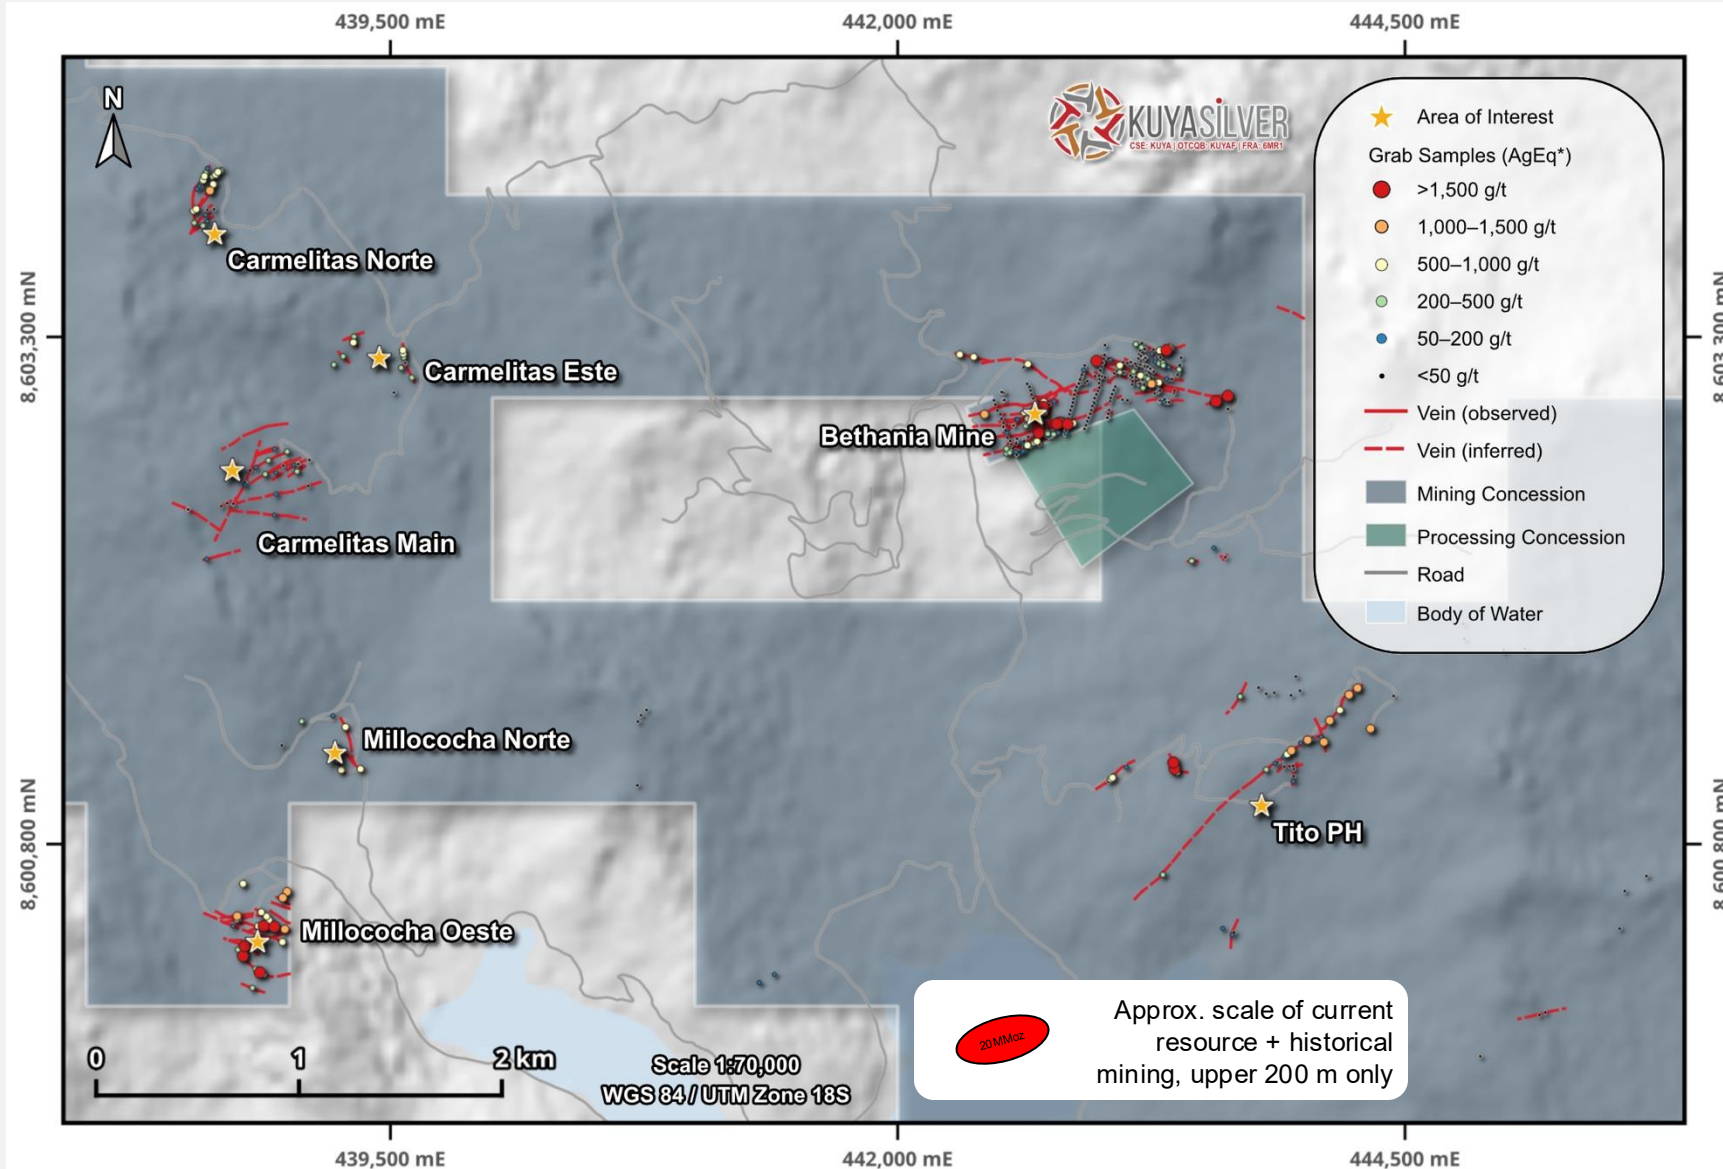 439,500 mE
442,000 mE
444,500 mE
N
KUYASILVER
CSE: KUYA | OTCQB: KUYAF | FRA: 6MR1
Area of Interest
Grab Samples (AgEq*)
>1,500 g/t
1,000–1,500 g/t
500–1,000 g/t
200–500 g/t
50–200 g/t
<50 g/t
Vein (observed)
Vein (inferred)
Mining Concession
Processing Concession
Road
Body of Water
8,603,300 mN
8,603,300 mN
Carmelitas Norte
Carmelitas Este
Bethania Mine
Carmelitas Main
Millococha Norte
Tito PH
8,600,800 mN
8,600,800 mN
Millococha Oeste
0
1
2 km
Scale 1:70,000
WGS 84 / UTM Zone 18S
20 MMoz
Approx. scale of current
resource + historical
mining, upper 200 m only
439,500 mE
442,000 mE
444,500 mE